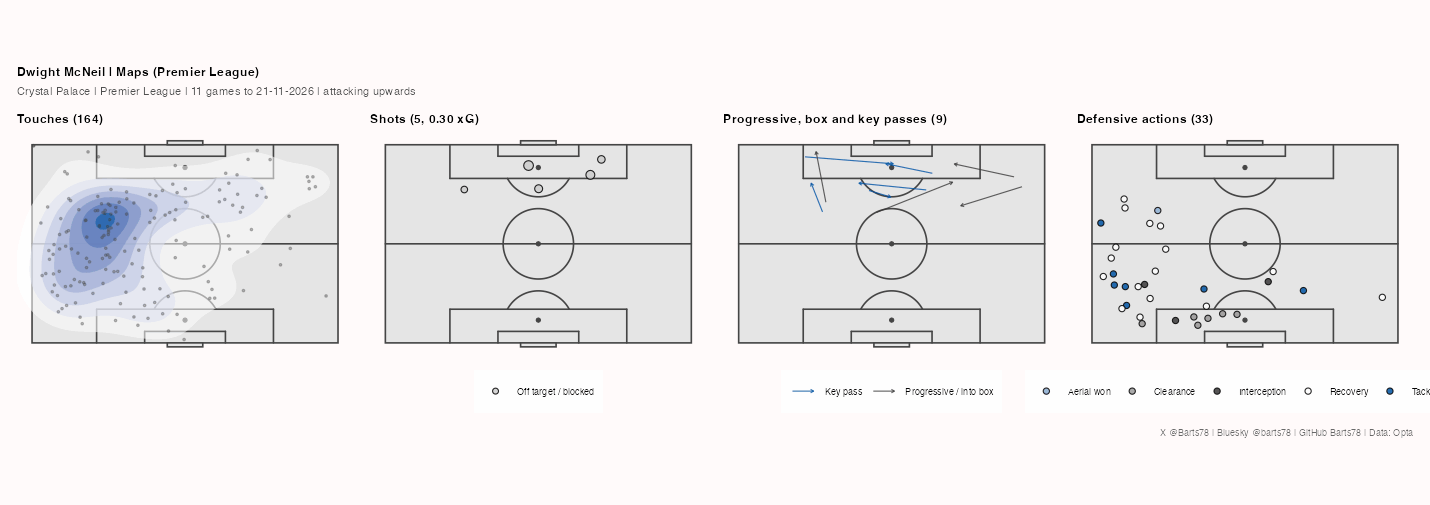 Dwight McNeil | Maps (Premier League)
Crystal Palace | Premier League | 11 games to 21-11-2026 | attacking upwards
Touches (164)
Shots (5, 0.30 xG)
Progressive, box and key passes (9)
Defensive actions (33)
Off target / blocked
Key pass
Progressive / into box
Aerial won
Clearance
Interception
Recovery
Tack
X @Barts78 | Bluesky @barts78 | GitHub Barts78 | Data: Opta